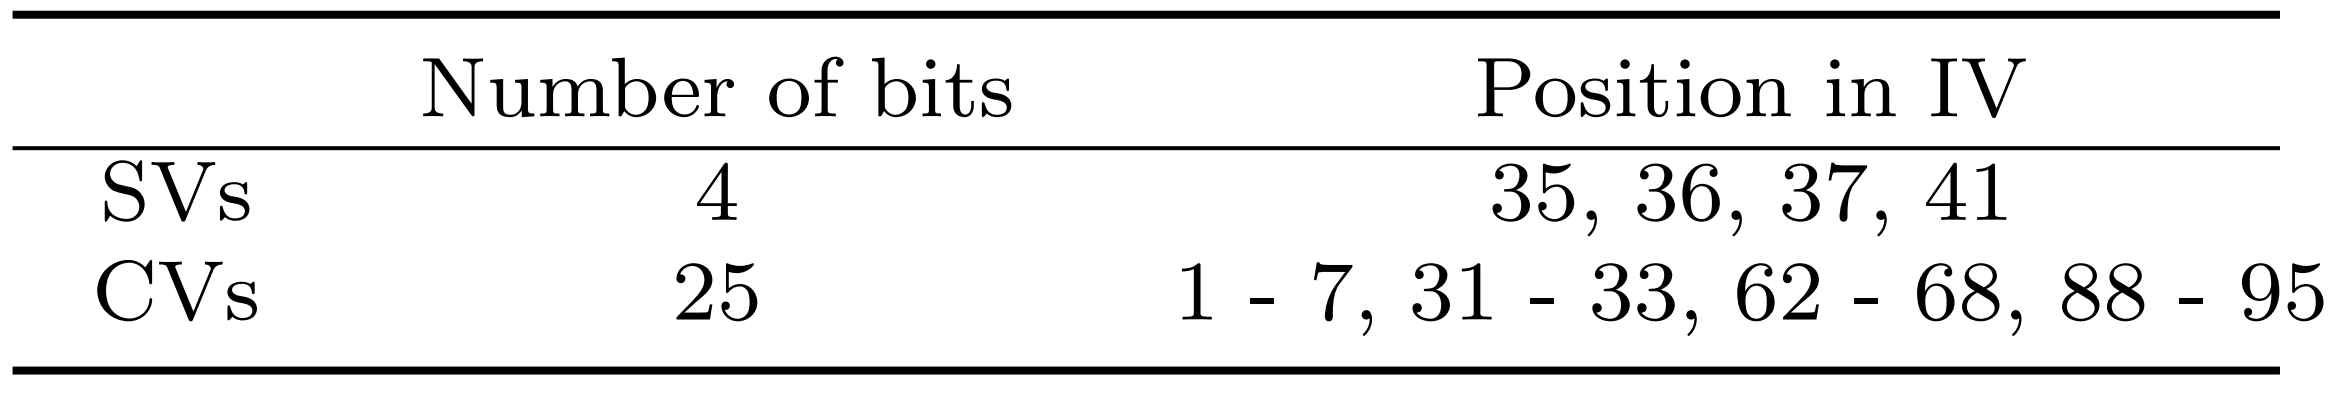 Number of bits Position in IV
SVs 4 35, 36, 37, 41
CVs 25 1 - 7, 31 - 33, 62 - 68, 88 - 95